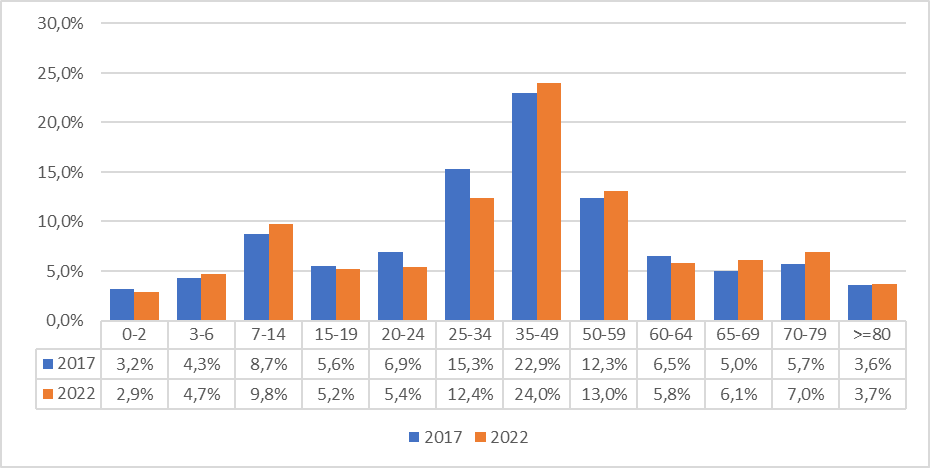 30,0%
25,0%
20,0%
15,0%
10,0%
5,0%
0,0%
0-2 3-6 7-14 15-19 20-24 25-34 35-49 50-59 60-64 65-69 70-79 >=80
2017 3,2% 4,3% 8,7% 5,6% 6,9% 15,3% 22,9% 12,3% 6,5% 5,0% 5,7% 3,6%
2022 2,9% 4,7% 9,8% 5,2% 5,4% 12,4% 24,0% 13,0% 5,8% 6,1% 7,0% 3,7%
2017 2022